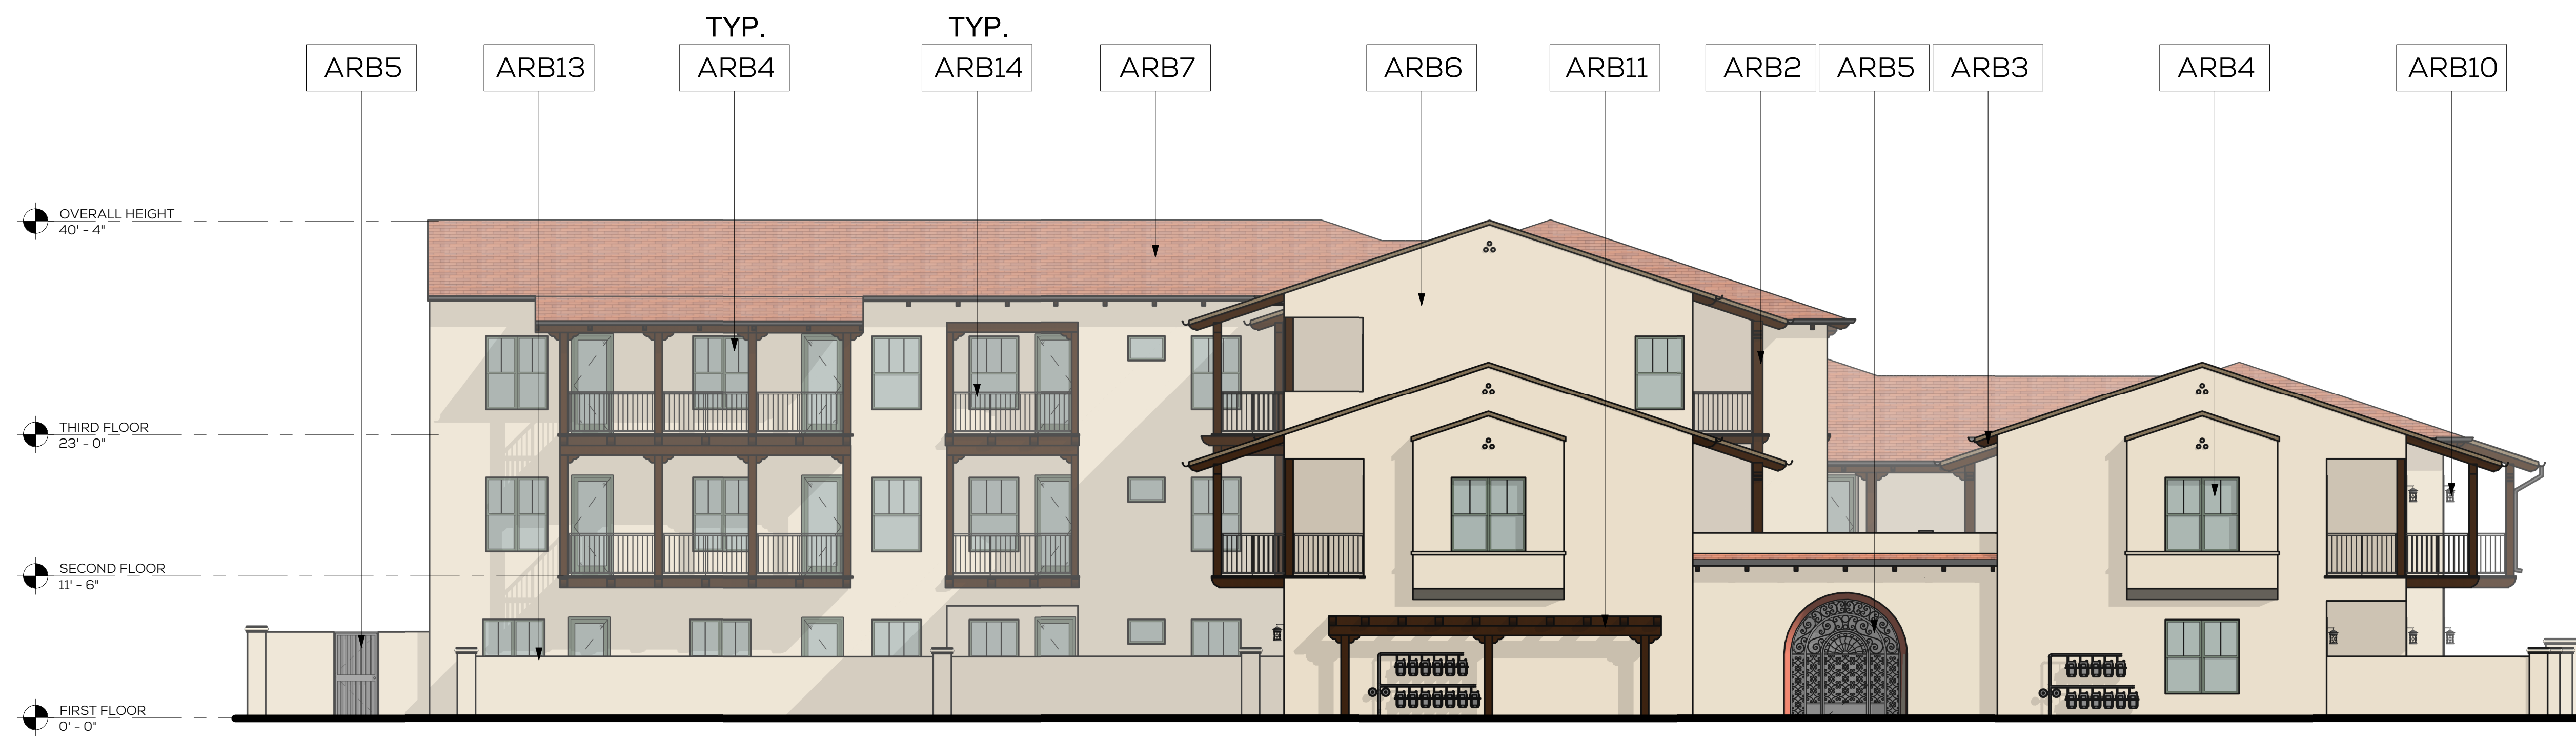 TYP. TYP.
ARB5 ARB13 ARB4 ARB14 ARB7 ARB6 ARB11 ARB2 ARB5 ARB3 ARB4 ARB10
OVERALL HEIGHT
40' - 4"
THIRD FLOOR
23' - 0"
SECOND FLOOR
11' - 6"
FIRST FLOOR
0' - 0"